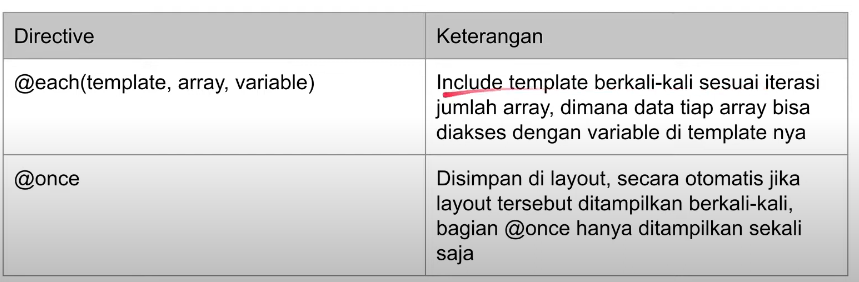 Directive
Keterangan
@each(template, array, variable)
Include template berkali-kali sesuai iterasi
jumlah array, dimana data tiap array bisa
diakses dengan variable di template nya
@once
Disimpan di layout, secara otomatis jika
layout tersebut ditampilkan berkali-kali,
bagian @once hanya ditampilkan sekali
saja